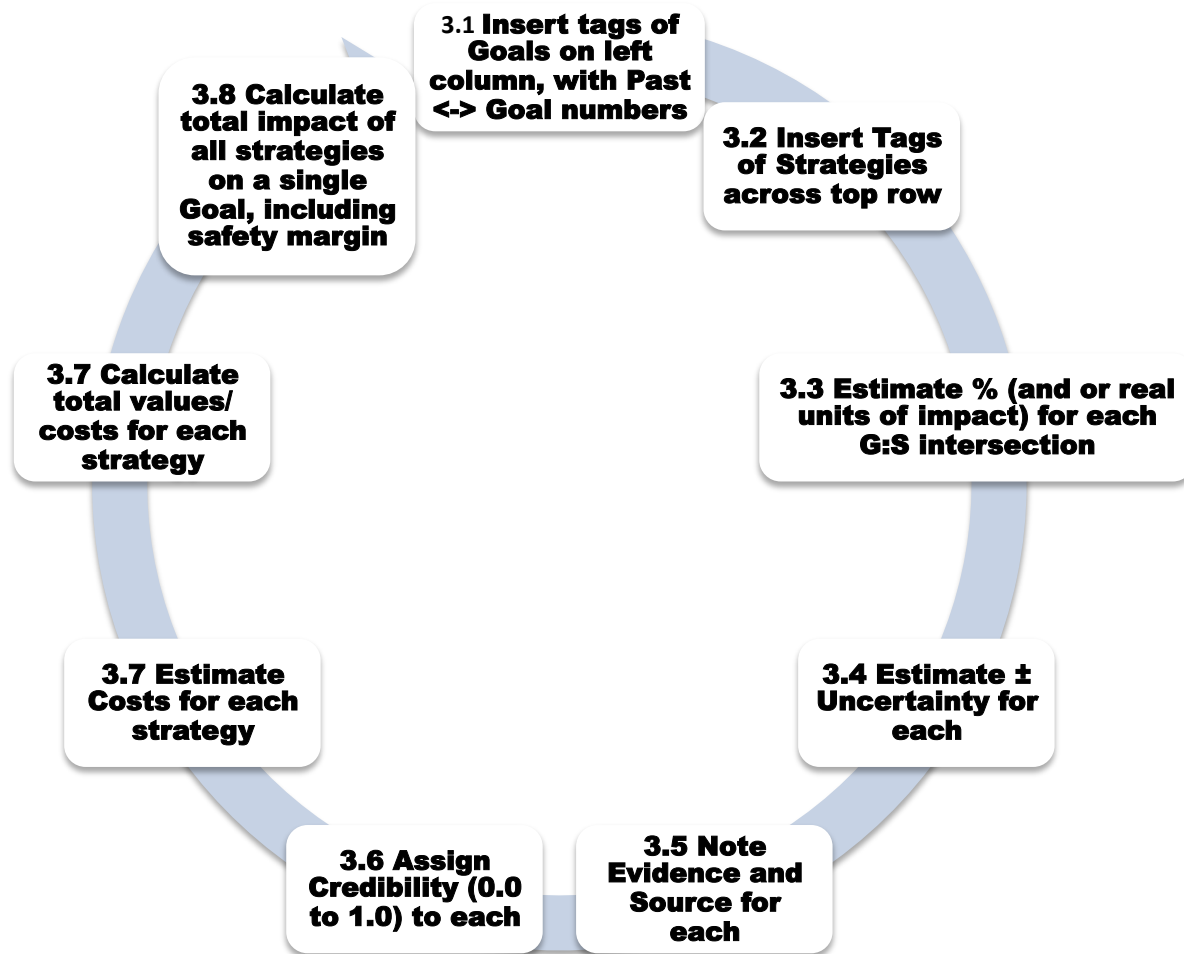 3.1 Insert tags of
Goals on left
column, with Past
<-> Goal numbers
3.2 Insert Tags
of Strategies
across top row
3.3 Estimate % (and or real
units of impact) for each
G:S intersection
3.4 Estimate ±
Uncertainty for
each
3.5 Note
Evidence and
Source for
each
3.6 Assign
Credibility (0.0
to 1.0) to each
3.7 Estimate
Costs for each
strategy
3.7 Calculate
total values/
costs for each
strategy
3.8 Calculate
total impact of
all strategies
on a single
Goal, including
safety margin